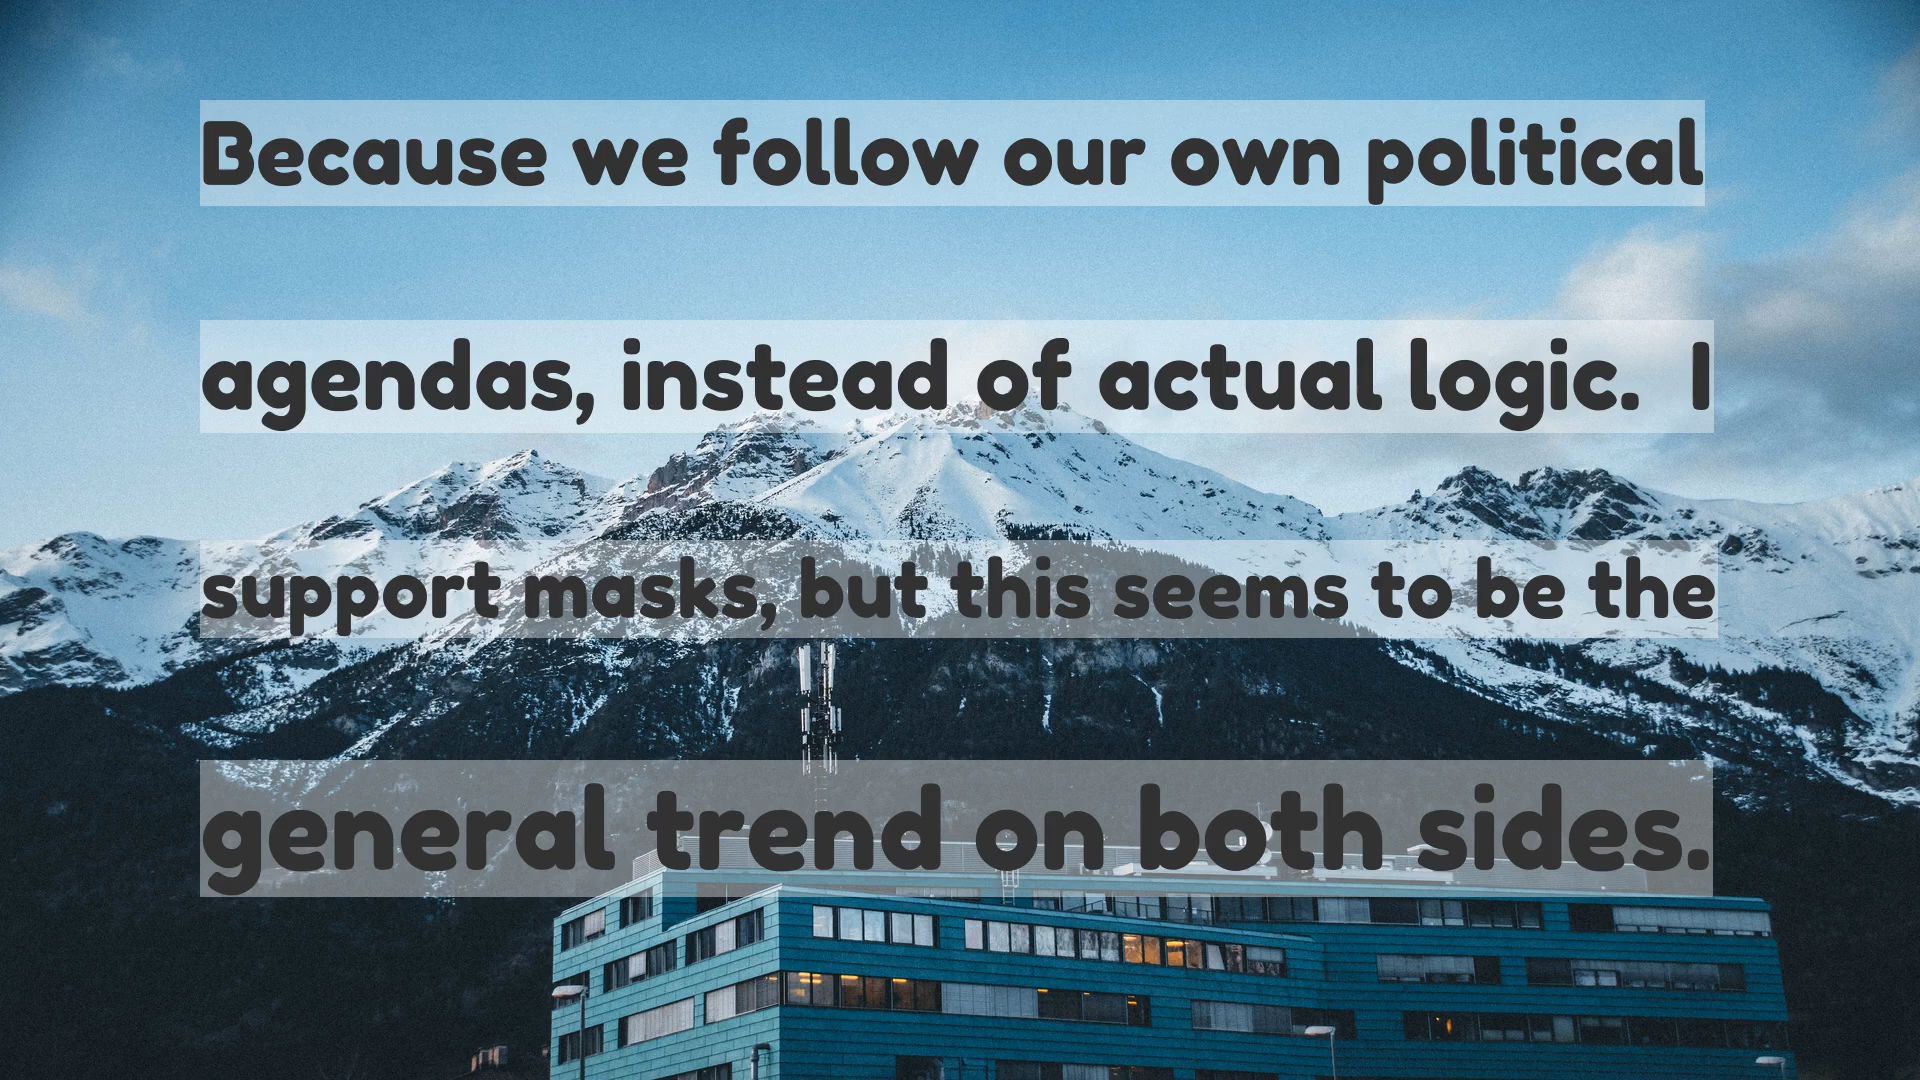 Because we follow our own political
agendas, instead of actual logic.  I
support masks, but this seems to be the
general trend on both sides.